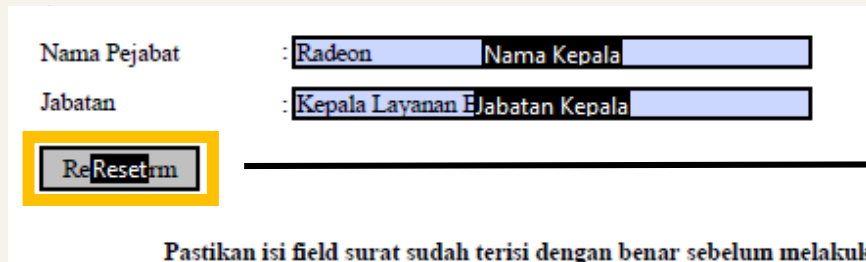 Nama Pejabat : Radeon Nama Kepala
Jabatan : Kepala Layanan Jabatan Kepala
Reset
Pastikan isi field surat sudah terisi dengan benar sebelum